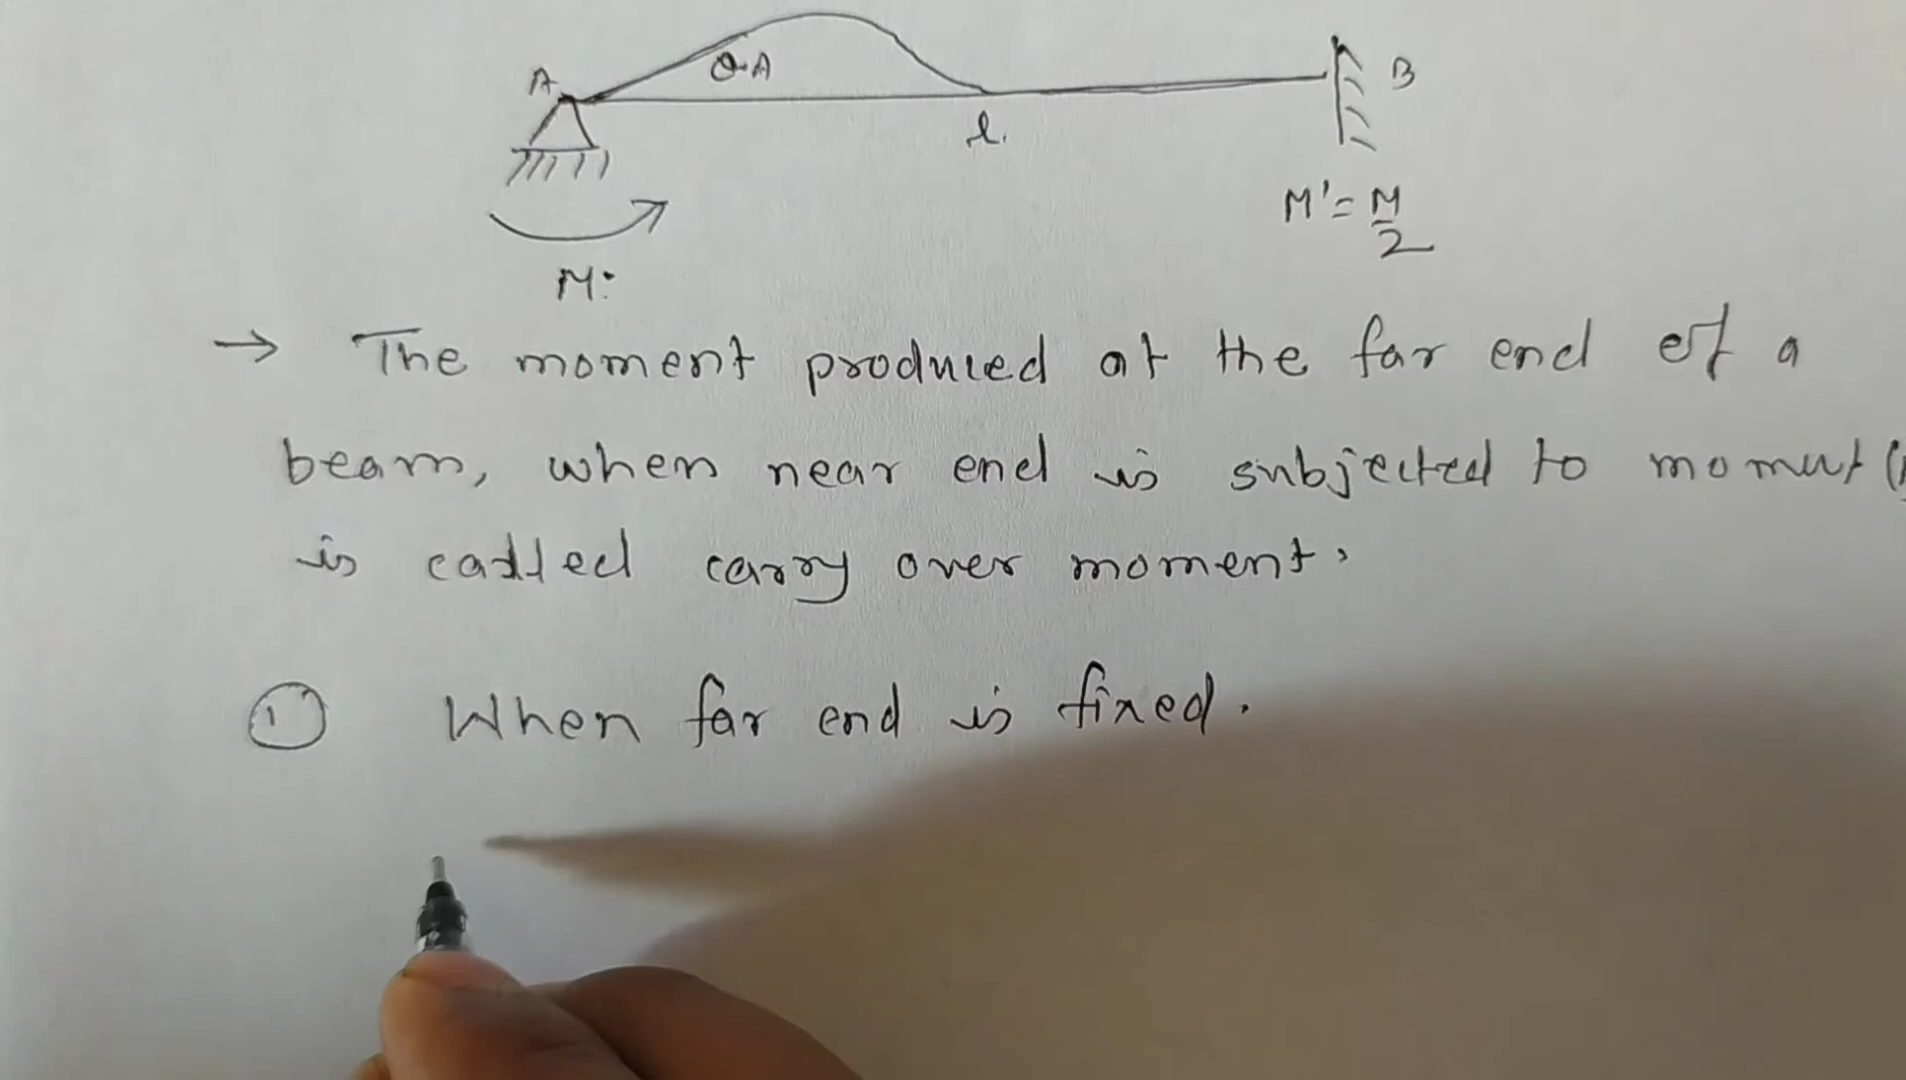 A
θA
B
l.
M' = M/2
M:
→ The moment produced at the far end of a
beam, when near end is subjected to moment (
is called carry over moment.
① When far end is fixed.